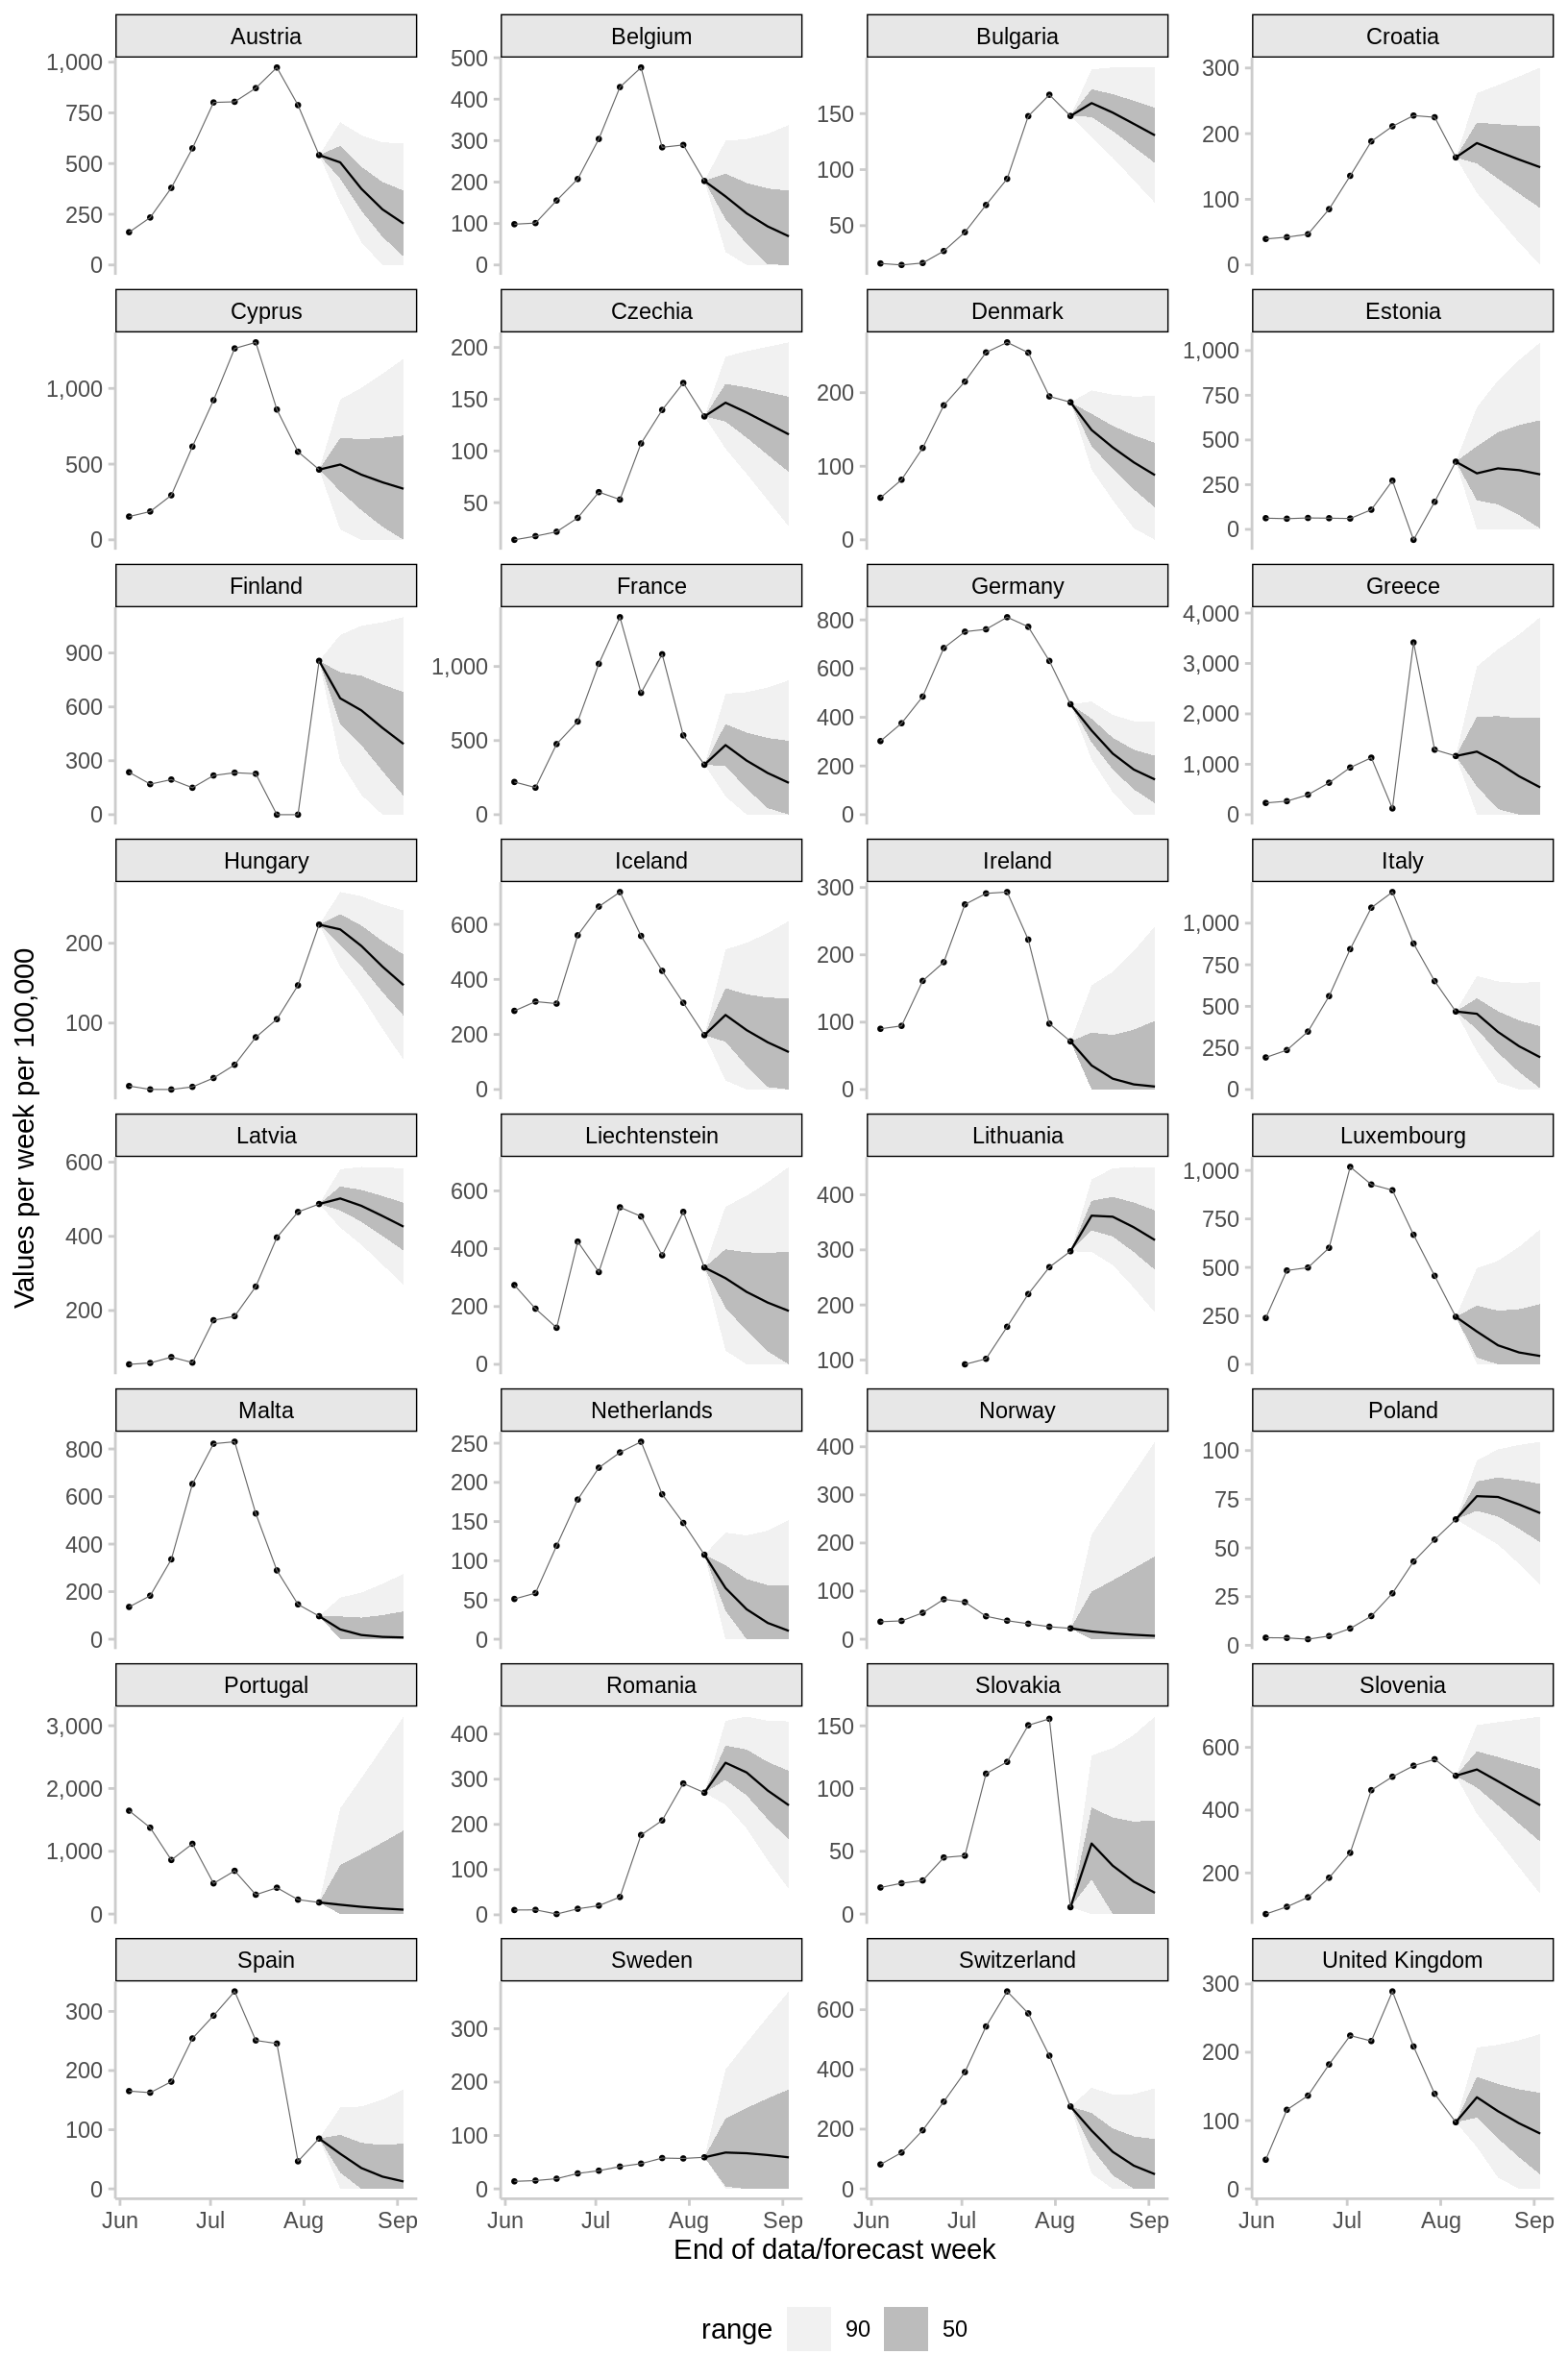 Austria Belgium Bulgaria Croatia
1,000 750 500 250 0
500 400 300 200 100 0
150 100 50
300 200 100 0
Cyprus Czechia Denmark Estonia
1,000 500 0
200 150 100 50
200 100 0
1,000 750 500 250 0
Finland France Germany Greece
900 600 300 0
1,000 500 0
800 600 400 200 0
4,000 3,000 2,000 1,000 0
Hungary Iceland Ireland Italy
200 100
600 400 200 0
300 200 100 0
1,000 750 500 250 0
Values per week per 100,000
Latvia Liechtenstein Lithuania Luxembourg
600 400 200
600 400 200 0
400 300 200 100
1,000 750 500 250 0
Malta Netherlands Norway Poland
800 600 400 200 0
250 200 150 100 50 0
400 300 200 100 0
100 75 50 25 0
Portugal Romania Slovakia Slovenia
3,000 2,000 1,000 0
400 300 200 100 0
150 100 50 0
600 400 200
Spain Sweden Switzerland United Kingdom
300 200 100 0
300 200 100 0
600 400 200 0
300 200 100 0
Jun Jul Aug Sep Jun Jul Aug Sep Jun Jul Aug Sep Jun Jul Aug Sep
End of data/forecast week
range 90 50